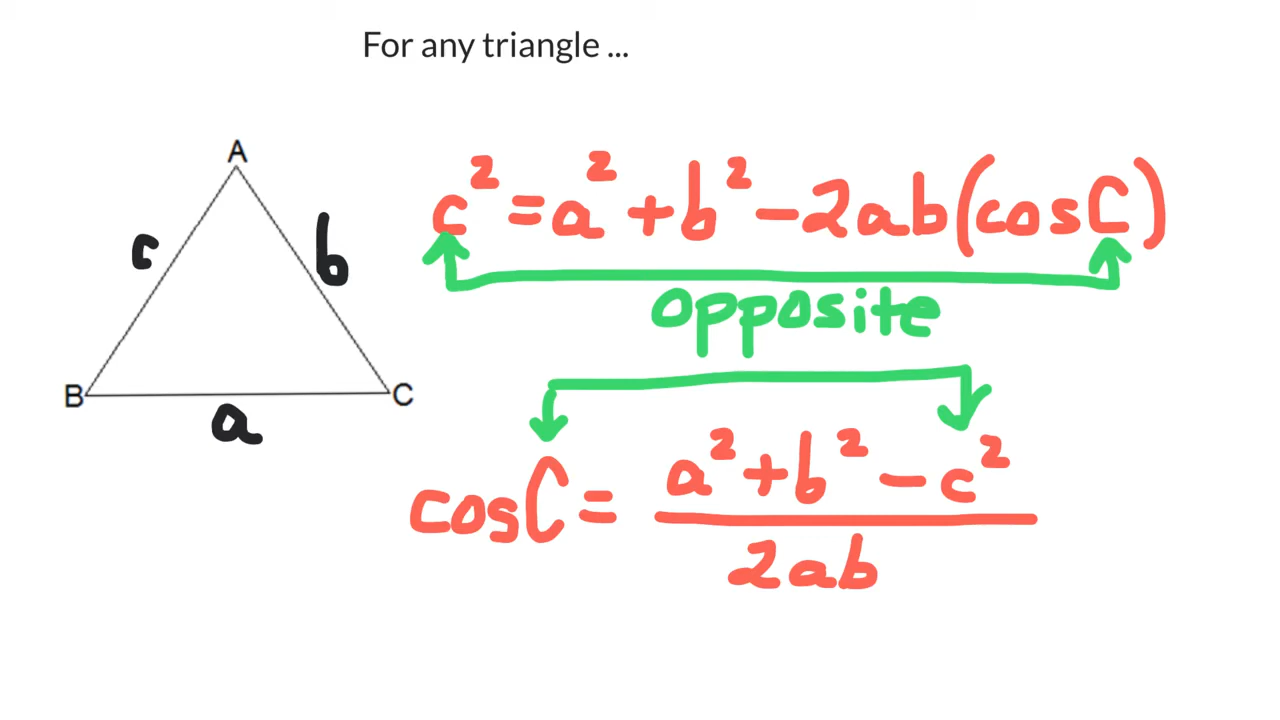 For any triangle ...
A
c
b
B
C
a
c² = a² + b² - 2ab(cosC)
opposite
cosC = a² + b² - c²
2ab